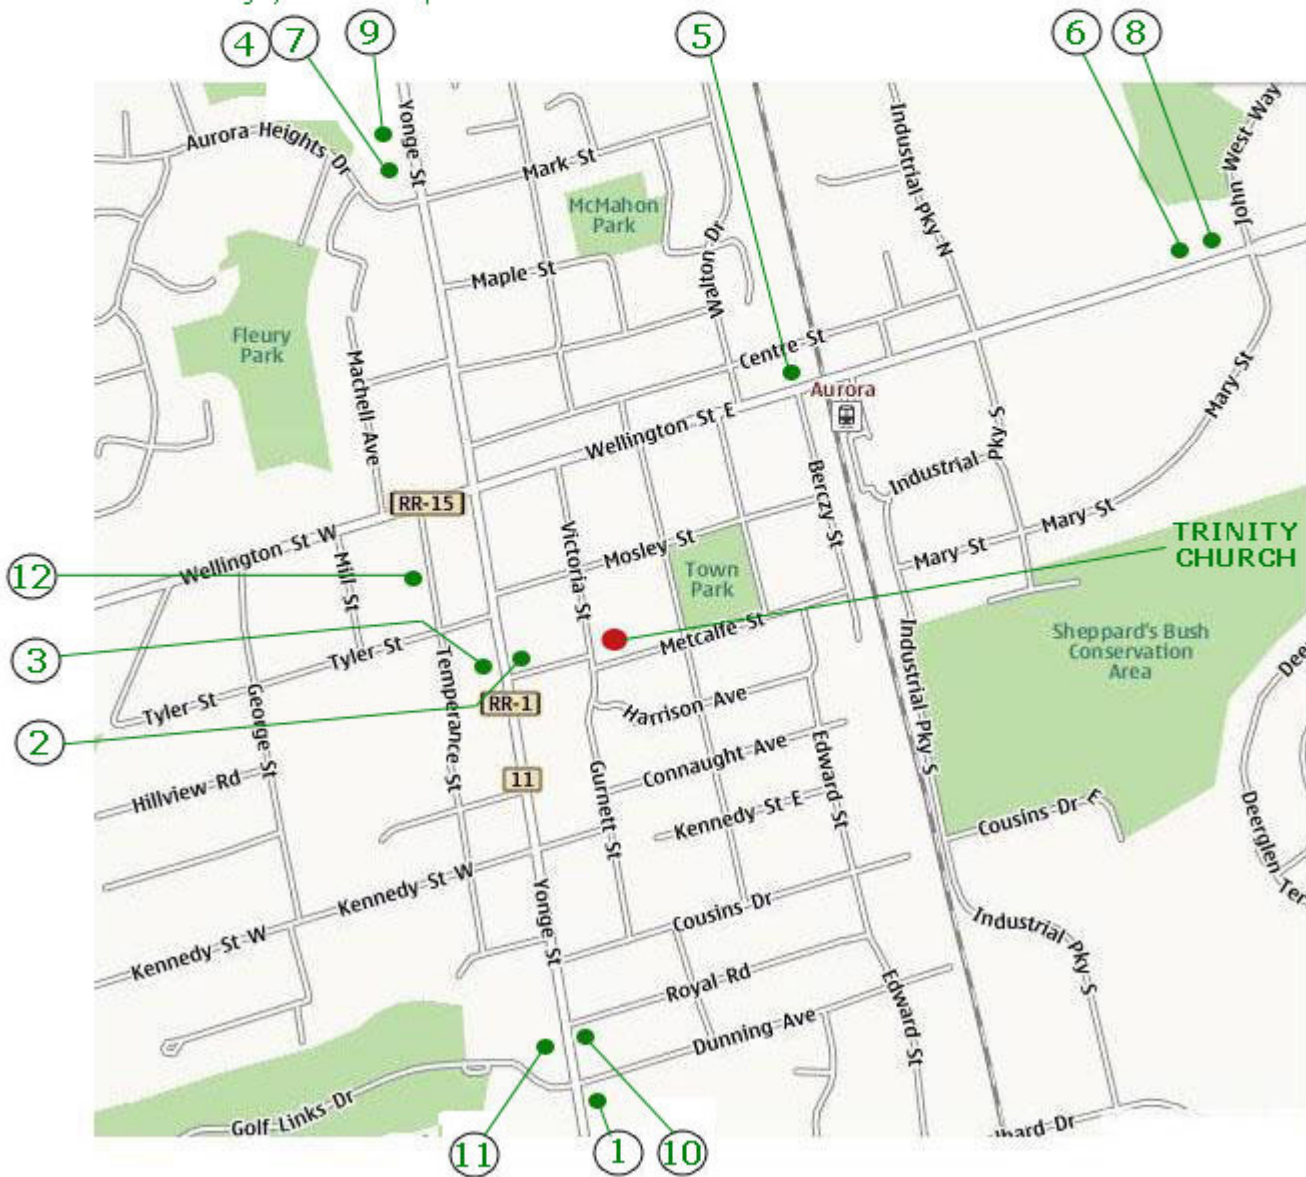 4
7
9
5
6
8
Yonge St
Aurora Heights Dr
Mark St
Industrial Pky N
John West Way
McMahon
Park
Walton Dr
Maple St
Fleury
Park
Machell Ave
Centre St
Aurora
Mary St
Wellington St E
Industrial
Pky S
Berczy St
RR-15
Mary St
TRINITY
CHURCH
Wellington St W
Mill St
Victoria St
Mosley St
Mary St
12
Town
Park
3
Tyler St
Metcalfe St
Sheppard's Bush
Conservation
Area
Tyler St
Temperance St
RR-1
Harrison Ave
Industrial Pky S
George St
2
Hillview Rd
11
Gurnett St
Connaught Ave
Edward St
Kennedy St E
Cousins Dr E
Deerglen Ter
Kennedy St W
Yonge St
Cousins Dr
Kennedy St W
Industrial Pky S
Royal Rd
Edward St
Dunning Ave
Golf Links Dr
11
1
10